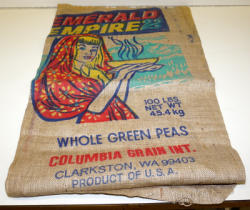 EMERALD
EMPIRE
100 LBS.
NET WT.
45.4 kg
WHOLE GREEN PEAS
COLUMBIA GRAIN INT.
CLARKSTON, WA 99403
PRODUCT OF U.S.A.